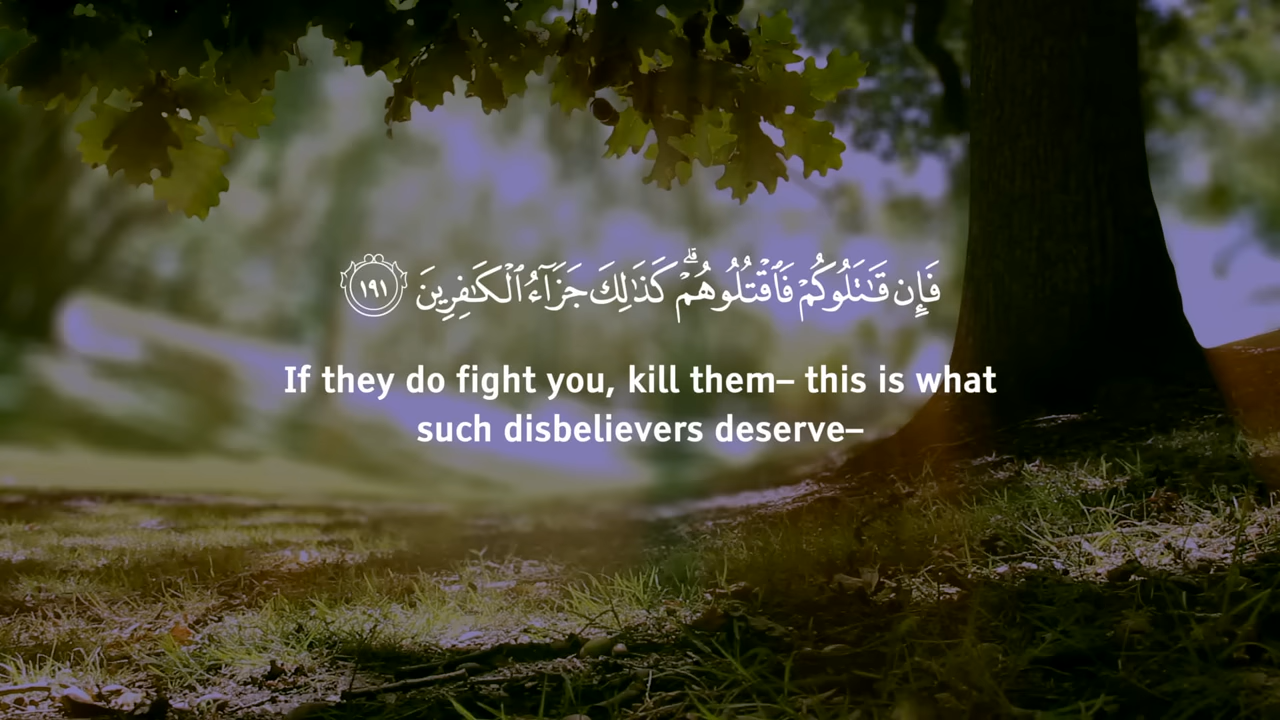 فَإِن قَـٰتَلُوكُمْ فَٱقْتُلُوهُمْ ۗ كَذَٰلِكَ جَزَآءُ ٱلْكَـٰفِرِينَ ١٩١
If they do fight you, kill them– this is what
such disbelievers deserve–